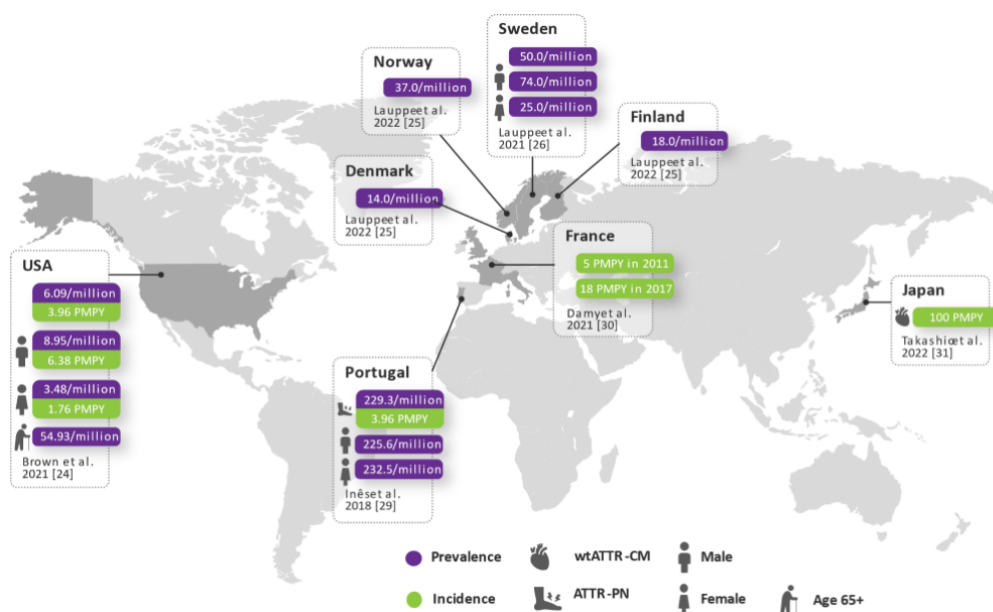 Sweden
50.0/million
74.0/million
25.0/million
Lauppeet al.
2021 [26]
Norway
37.0/million
Lauppeet al.
2022 [25]
Finland
18.0/million
Lauppeet al.
2022 [25]
Denmark
14.0/million
Lauppeet al.
2022 [25]
France
5 PMPY in 2011
18 PMPY in 2017
Damyet al.
2021 [30]
USA
6.09/million
3.96 PMPY
8.95/million
6.38 PMPY
3.48/million
1.76 PMPY
54.93/million
Brown et al.
2021 [24]
Japan
100 PMPY
Takashiœt al.
2022 [31]
Portugal
229.3/million
3.96 PMPY
225.6/million
232.5/million
Inêset al.
2018 [29]
Prevalence
wtATTR-CM
Male
Incidence
ATTR-PN
Female
Age 65+